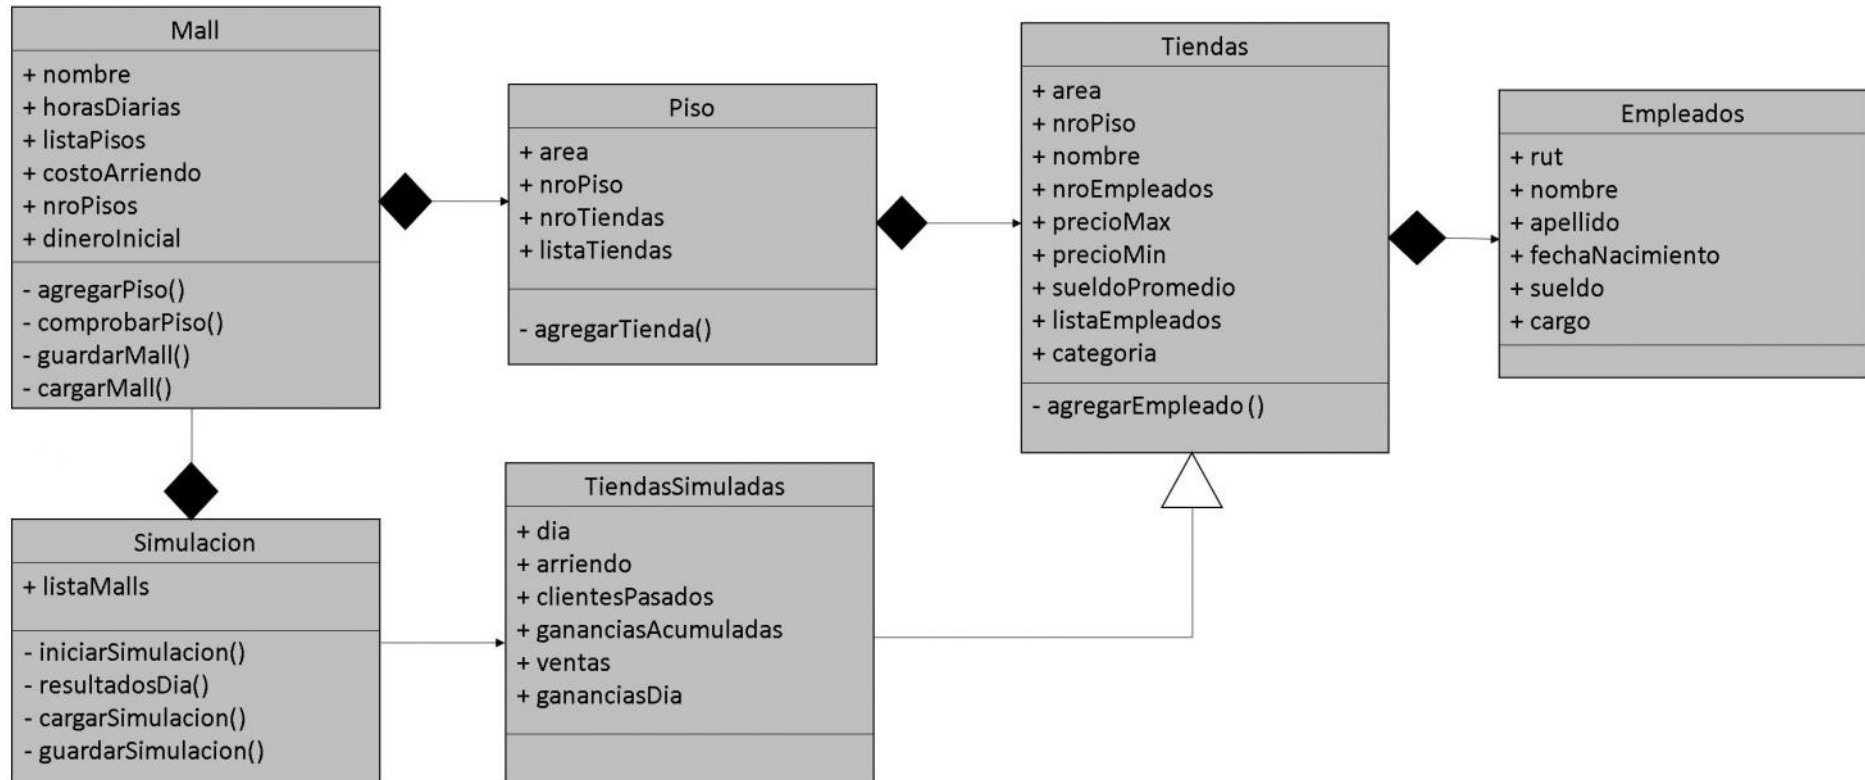 Mall
+ nombre
+ horasDiarias
+ listaPisos
+ costoArriendo
+ nroPisos
+ dineroInicial
- agregarPiso()
- comprobarPiso()
- guardarMall()
- cargarMall()
Piso
+ area
+ nroPiso
+ nroTiendas
+ listaTiendas
- agregarTienda()
Tiendas
+ area
+ nroPiso
+ nombre
+ nroEmpleados
+ precioMax
+ precioMin
+ sueldoPromedio
+ listaEmpleados
+ categoria
- agregarEmpleado()
Empleados
+ rut
+ nombre
+ apellido
+ fechaNacimiento
+ sueldo
+ cargo
Simulacion
+ listaMalls
- iniciarSimulacion()
- resultadosDia()
- cargarSimulacion()
- guardarSimulacion()
TiendasSimuladas
+ dia
+ arriendo
+ clientesPasados
+ gananciasAcumuladas
+ ventas
+ gananciasDia